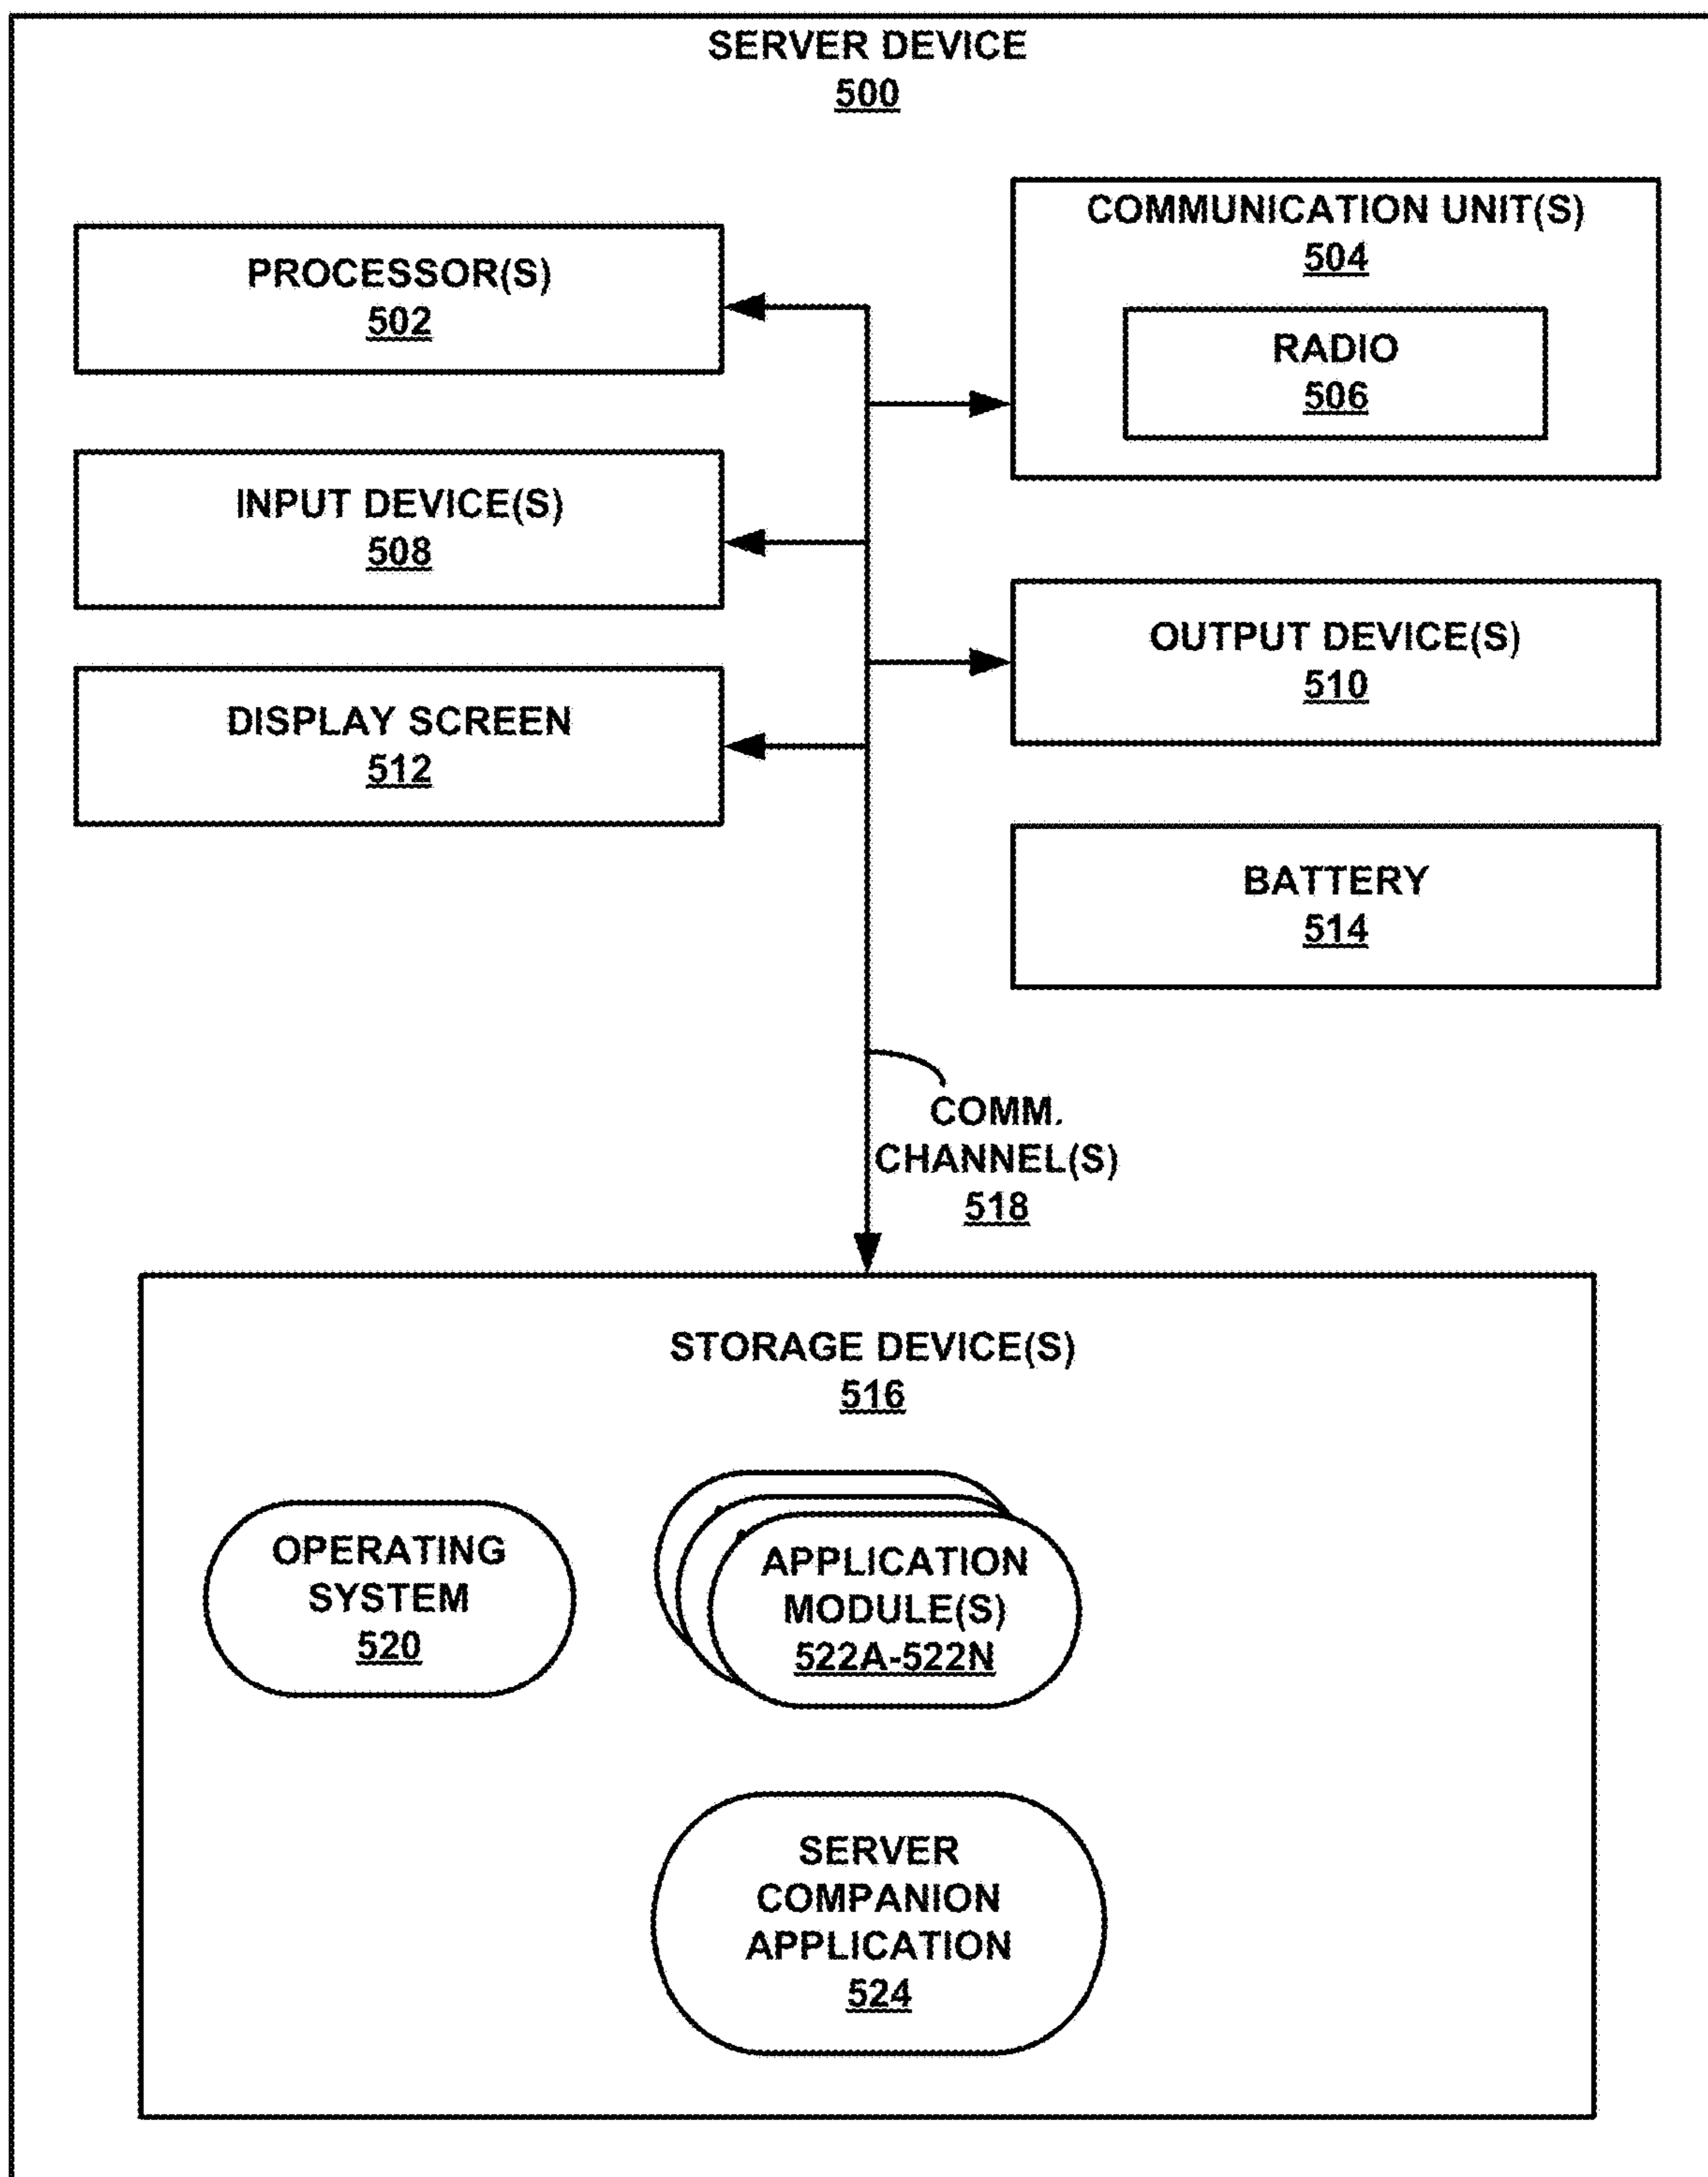 SERVER DEVICE
500
PROCESSOR(S)
502
COMMUNICATION UNIT(S)
504
RADIO
506
INPUT DEVICE(S)
508
OUTPUT DEVICE(S)
510
DISPLAY SCREEN
512
BATTERY
514
COMM.
CHANNEL(S)
518
STORAGE DEVICE(S)
516
OPERATING
SYSTEM
520
APPLICATION
MODULE(S)
522A-522N
SERVER
COMPANION
APPLICATION
524